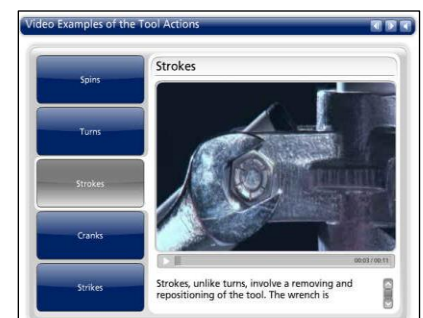 Video Examples of the Tool Actions
Spins
Turns
Strokes
Cranks
Strikes
Strokes
00:03 / 00:11
Strokes, unlike turns, involve a removing and
repositioning of the tool. The wrench is